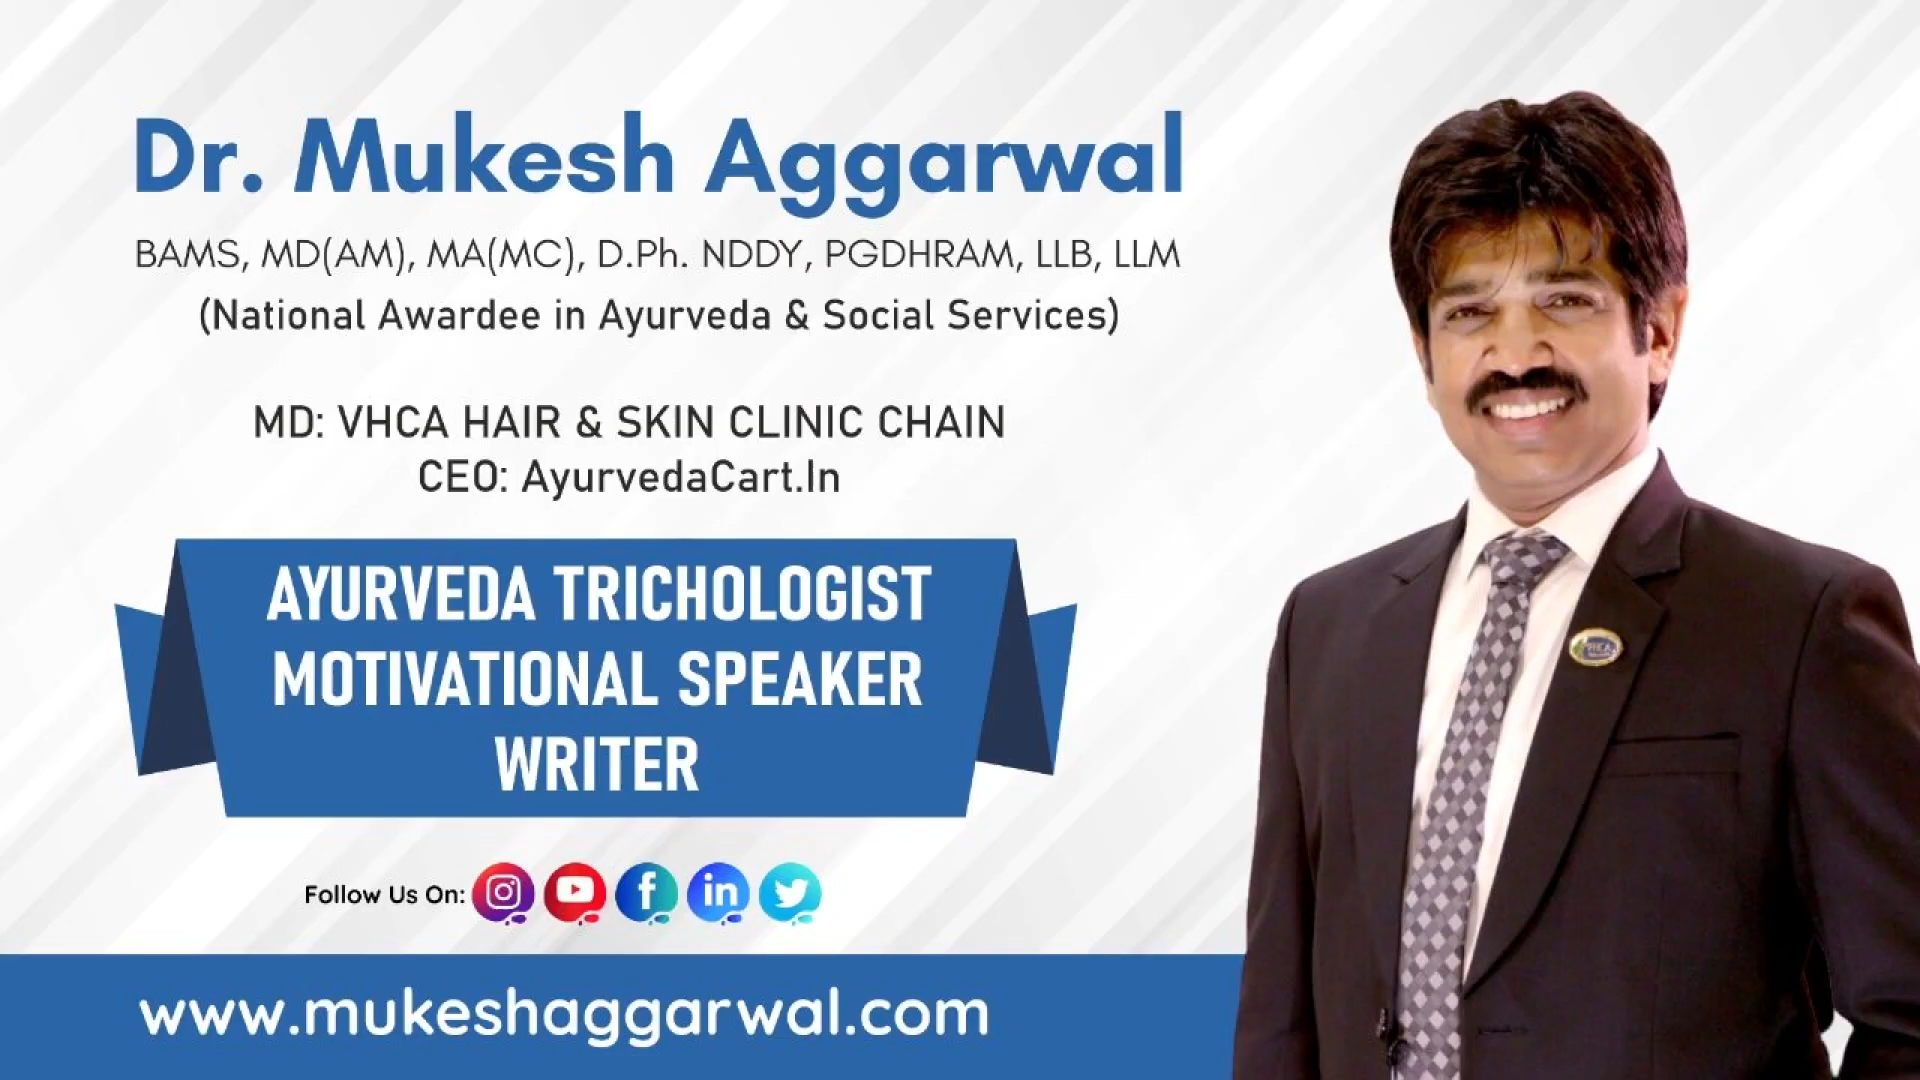 Dr. Mukesh Aggarwal
BAMS, MD(AM), MA(MC), D.Ph. NDDY, PGDHRAM, LLB, LLM
(National Awardee in Ayurveda & Social Services)
MD: VHCA HAIR & SKIN CLINIC CHAIN
CEO: AyurvedaCart.In
AYURVEDA TRICHOLOGIST
MOTIVATIONAL SPEAKER
WRITER
Follow Us On:
www.mukeshaggarwal.com
VHCA